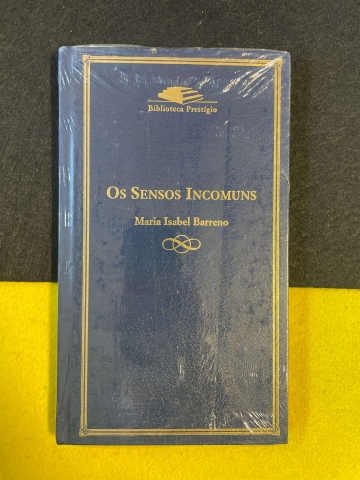 Biblioteca Prestígio
OS SENSOS INCOMUNS
Maria Isabel Barreno